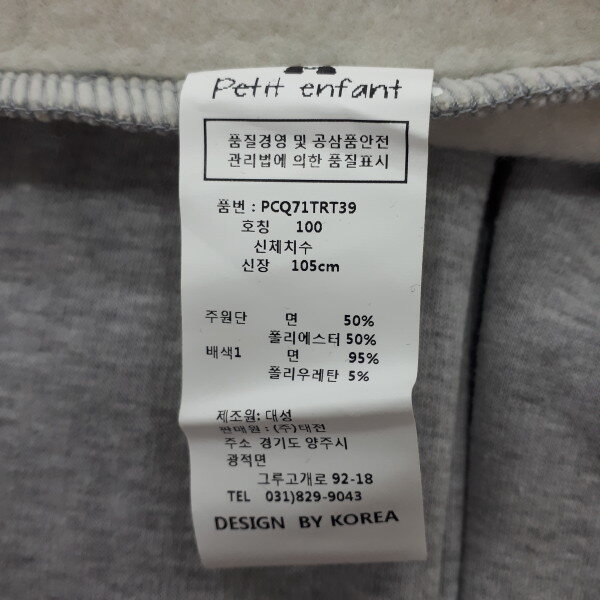 Petit enfant
품질경영 및 공삼품안전
관리법에 의한 품질표시
품번 : PCQ71TRT39
호칭 100
신체치수
신장 105cm
주원단 면 50%
폴리에스터 50%
배색1 면 95%
폴리우레탄 5%
제조원: 대성
판매원 : (주)태전
주소 경기도 양주시
광적면
그루고개로 92-18
TEL 031)829-9043
DESIGN BY KOREA